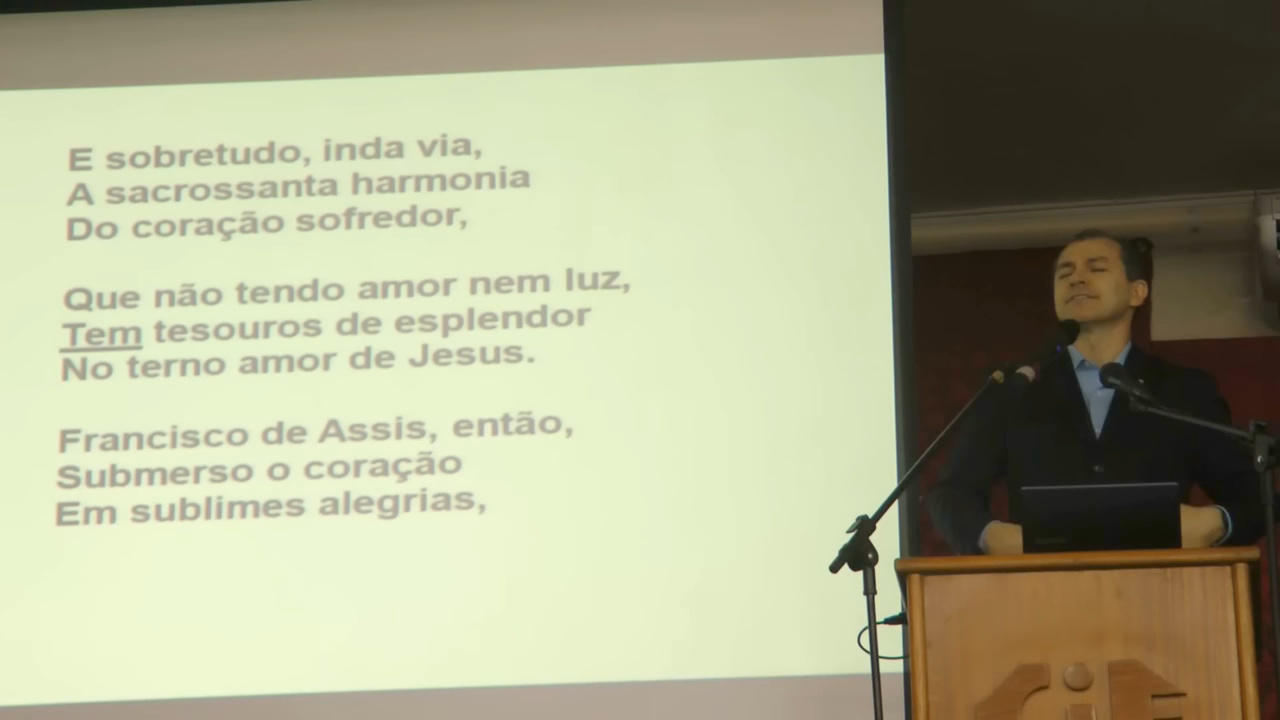 E sobretudo, inda via,
A sacrossanta harmonia
Do coração sofredor,
Que não tendo amor nem luz,
Tem tesouros de esplendor
No terno amor de Jesus.
Francisco de Assis, então,
Submerso o coração
Em sublimes alegrias,